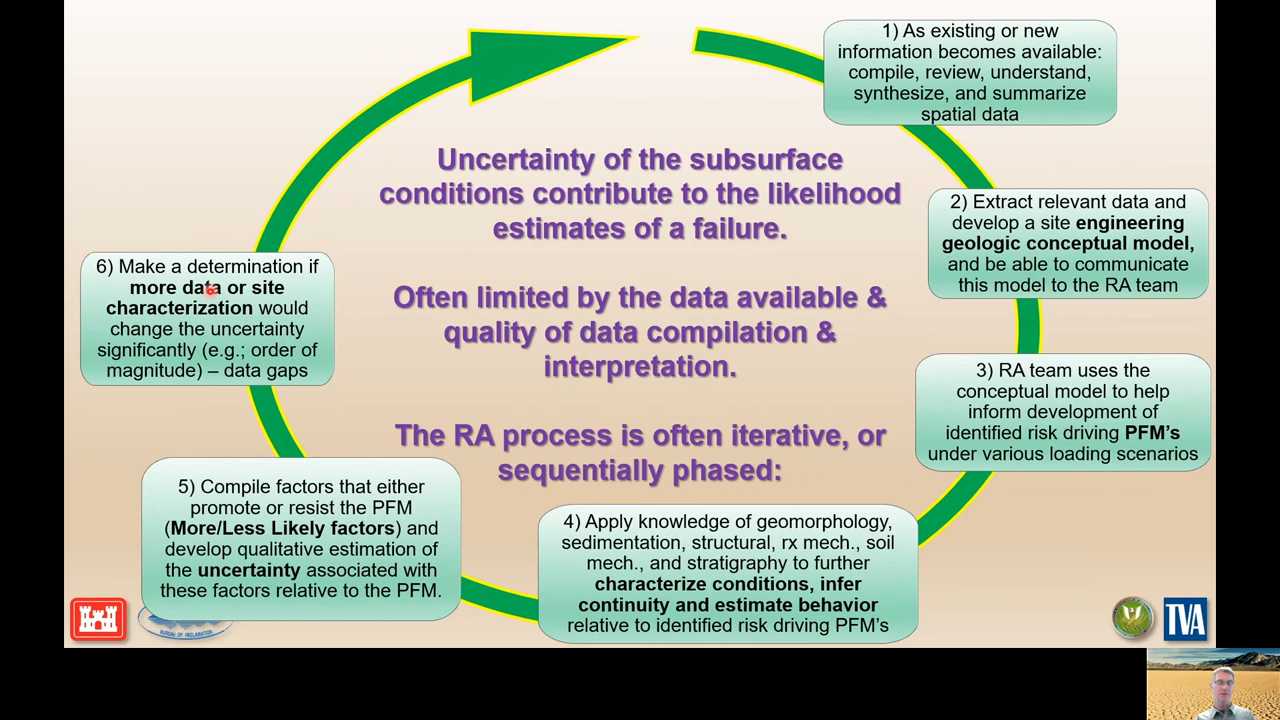 1) As existing or new
information becomes available:
compile, review, understand,
synthesize, and summarize
spatial data
Uncertainty of the subsurface
conditions contribute to the likelihood
estimates of a failure.
2) Extract relevant data and
develop a site engineering
geologic conceptual model,
and be able to communicate
this model to the RA team
Often limited by the data available &
quality of data compilation &
interpretation.
3) RA team uses the
conceptual model to help
inform development of
identified risk driving PFM's
under various loading scenarios
The RA process is often iterative, or
sequentially phased:
4) Apply knowledge of geomorphology,
sedimentation, structural, rx mech., soil
mech., and stratigraphy to further
characterize conditions, infer
continuity and estimate behavior
relative to identified risk driving PFM's
5) Compile factors that either
promote or resist the PFM
(More/Less Likely factors) and
develop qualitative estimation of
the uncertainty associated with
these factors relative to the PFM.
6) Make a determination if
more data or site
characterization would
change the uncertainty
significantly (e.g.; order of
magnitude) – data gaps
BUREAU OF RECLAMATION
TVA